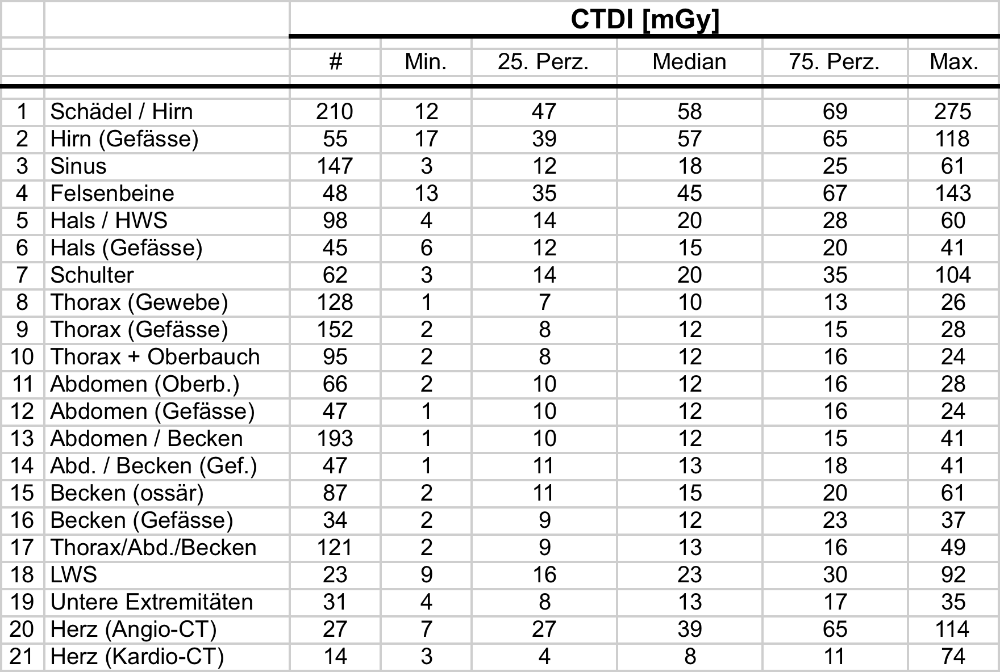 CTDI [mGy]
# Min. 25. Perz. Median 75. Perz. Max.
1 Schädel / Hirn 210 12 47 58 69 275
2 Hirn (Gefässe) 55 17 39 57 65 118
3 Sinus 147 3 12 18 25 61
4 Felsenbeine 48 13 35 45 67 143
5 Hals / HWS 98 4 14 20 28 60
6 Hals (Gefässe) 45 6 12 15 20 41
7 Schulter 62 3 14 20 35 104
8 Thorax (Gewebe) 128 1 7 10 13 26
9 Thorax (Gefässe) 152 2 8 12 15 28
10 Thorax + Oberbauch 95 2 8 12 16 24
11 Abdomen (Oberb.) 66 2 10 12 16 28
12 Abdomen (Gefässe) 47 1 10 12 16 24
13 Abdomen / Becken 193 1 10 12 15 41
14 Abd. / Becken (Gef.) 47 1 11 13 18 41
15 Becken (ossär) 87 2 11 15 20 61
16 Becken (Gefässe) 34 2 9 12 23 37
17 Thorax/Abd./Becken 121 2 9 13 16 49
18 LWS 23 9 16 23 30 92
19 Untere Extremitäten 31 4 8 13 17 35
20 Herz (Angio-CT) 27 7 27 39 65 114
21 Herz (Kardio-CT) 14 3 4 8 11 74